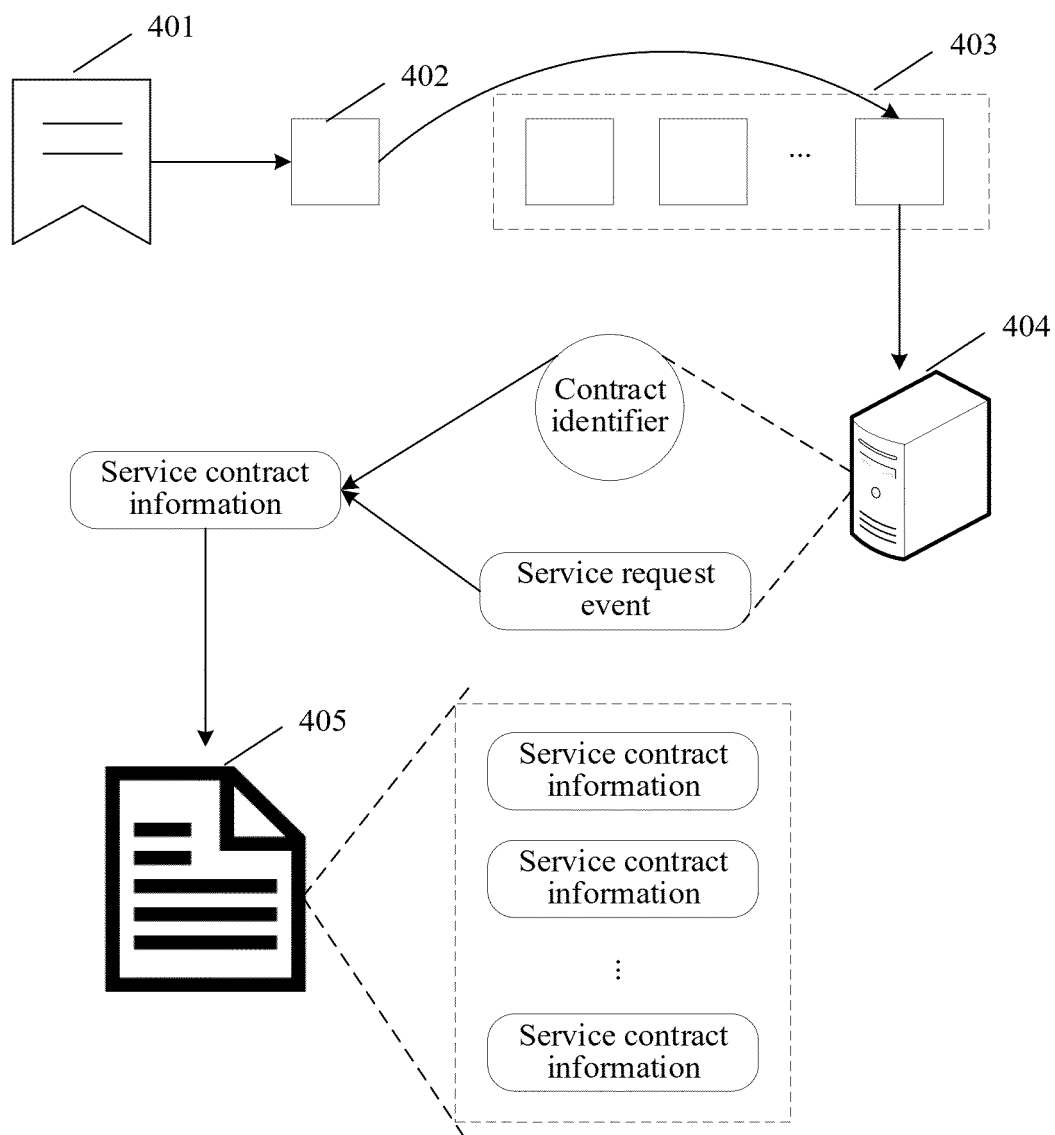 401
402
403
...
404
Contract
identifier
Service contract
information
Service request
event
405
Service contract
information
Service contract
information
...
Service contract
information